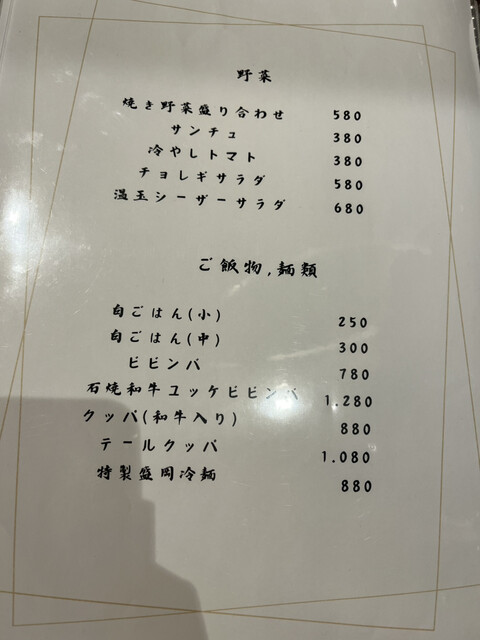 野菜
焼き野菜盛り合わせ 580
サンチュ 380
冷やしトマト 380
チョレギサラダ 580
温玉シーザーサラダ 680
ご飯物,麺類
白ごはん(小) 250
白ごはん(中) 300
ビビンバ 780
石焼和牛ユッケビビンバ 1.280
クッパ(和牛入り) 880
テールクッパ 1.080
特製盛岡冷麺 880